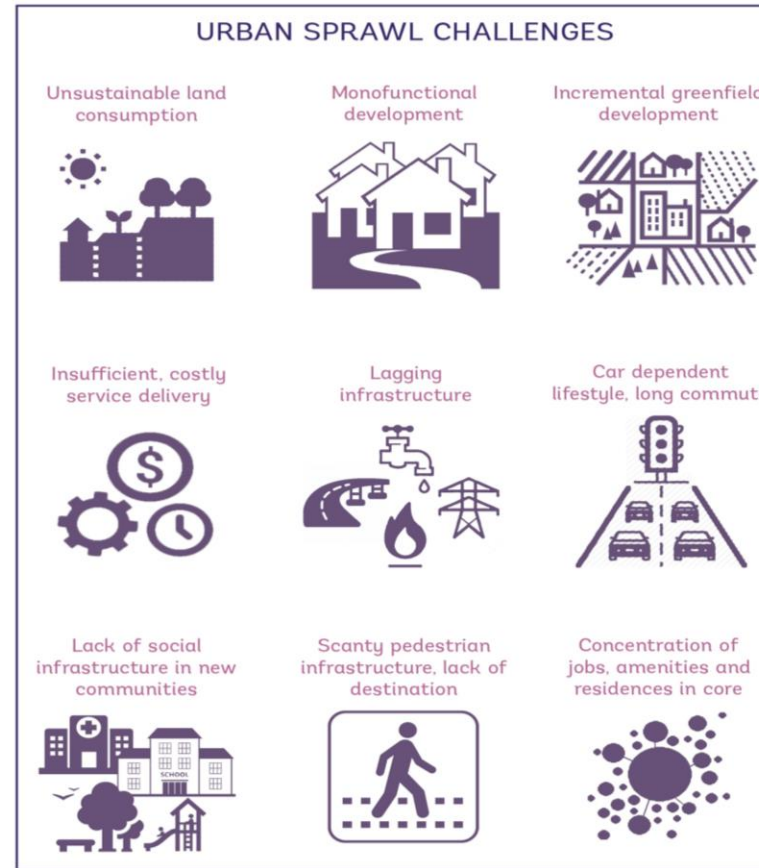 URBAN SPRAWL CHALLENGES
Unsustainable land
consumption
Monofunctional
development
Incremental greenfield
development
Insufficient, costly
service delivery
Lagging
infrastructure
Car dependent
lifestyle, long commut
Lack of social
infrastructure in new
communities
SCHOOL
Scanty pedestrian
infrastructure, lack of
destination
Concentration of
jobs, amenities and
residences in core